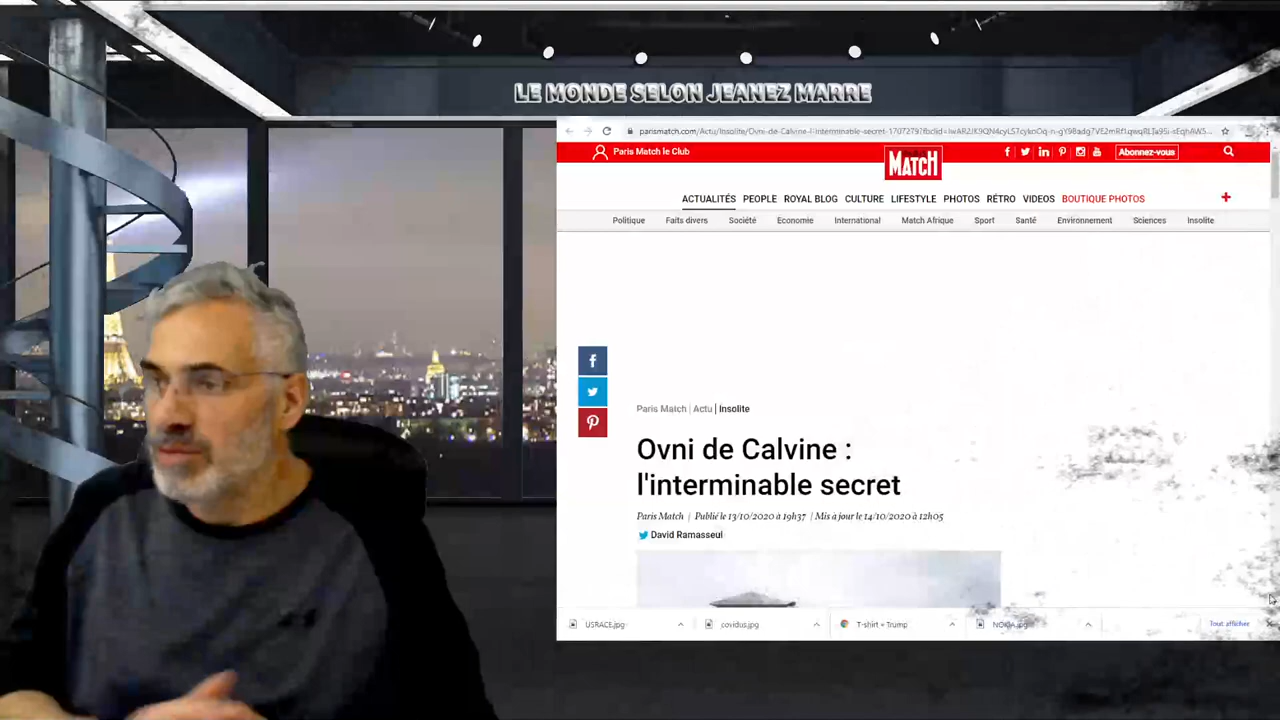 LE MONDE SELON JEANEZ MARRE
Paris Match le Club
MATCH
Abonnez-vous
ACTUALITÉS PEOPLE ROYAL BLOG CULTURE LIFESTYLE PHOTOS RÉTRO VIDEOS BOUTIQUE PHOTOS
Politique Faits divers Société Economie International Match Afrique Sport Santé Environnement Sciences Insolite
Paris Match | Actu | Insolite
Ovni de Calvine :
l'interminable secret
Paris Match | Publié le 13/10/2020 à 19h37 | Mis à jour le 14/10/2020 à 12h05
David Ramasseul
USRACE.jpg covidus.jpg T-shirt « Trump Tout afficher